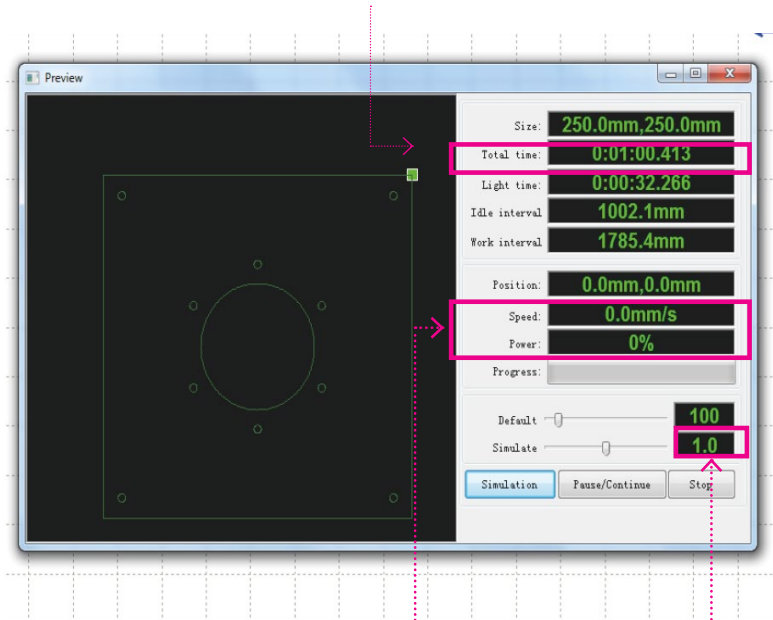 Preview
Size: 250.0mm,250.0mm
Total time: 0:01:00.413
Light time: 0:00:32.266
Idle interval 1002.1mm
Work interval 1785.4mm
Position: 0.0mm,0.0mm
Speed: 0.0mm/s
Power: 0%
Progress:
Default 100
Simulate 1.0
Simulation Pause/Continue Stop